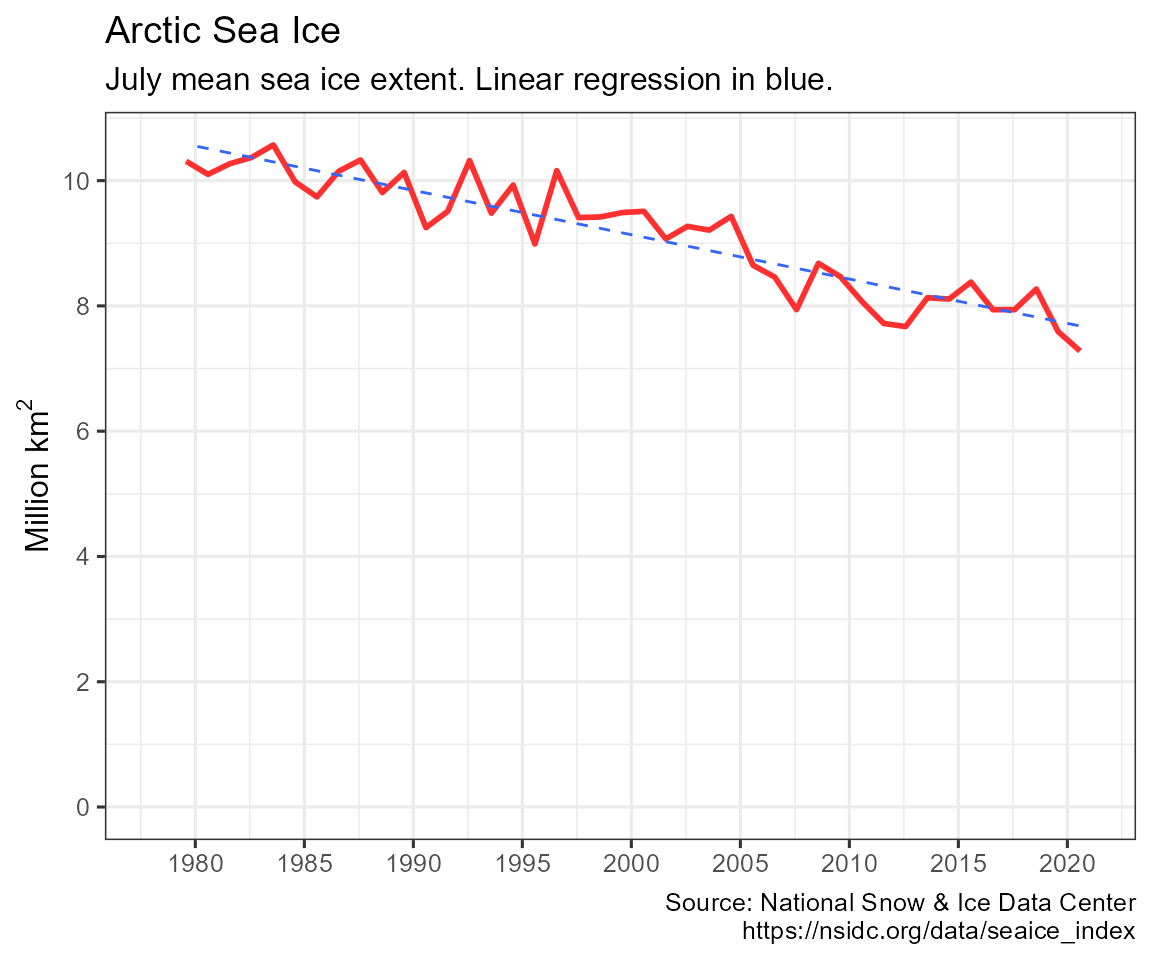 Arctic Sea Ice
July mean sea ice extent. Linear regression in blue.
Million km²
10
8
6
4
2
0
1980 1985 1990 1995 2000 2005 2010 2015 2020
Source: National Snow & Ice Data Center
https://nsidc.org/data/seaice_index